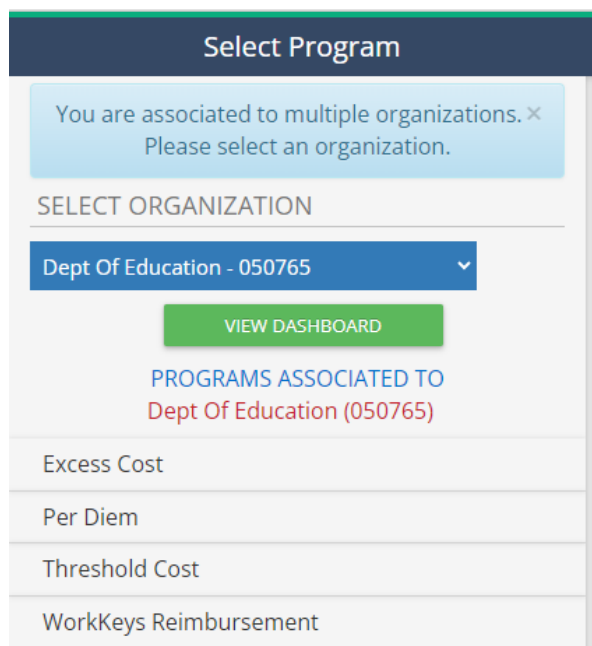 Select Program
You are associated to multiple organizations. ×
Please select an organization.
SELECT ORGANIZATION
Dept Of Education - 050765
VIEW DASHBOARD
PROGRAMS ASSOCIATED TO
Dept Of Education (050765)
Excess Cost
Per Diem
Threshold Cost
WorkKeys Reimbursement